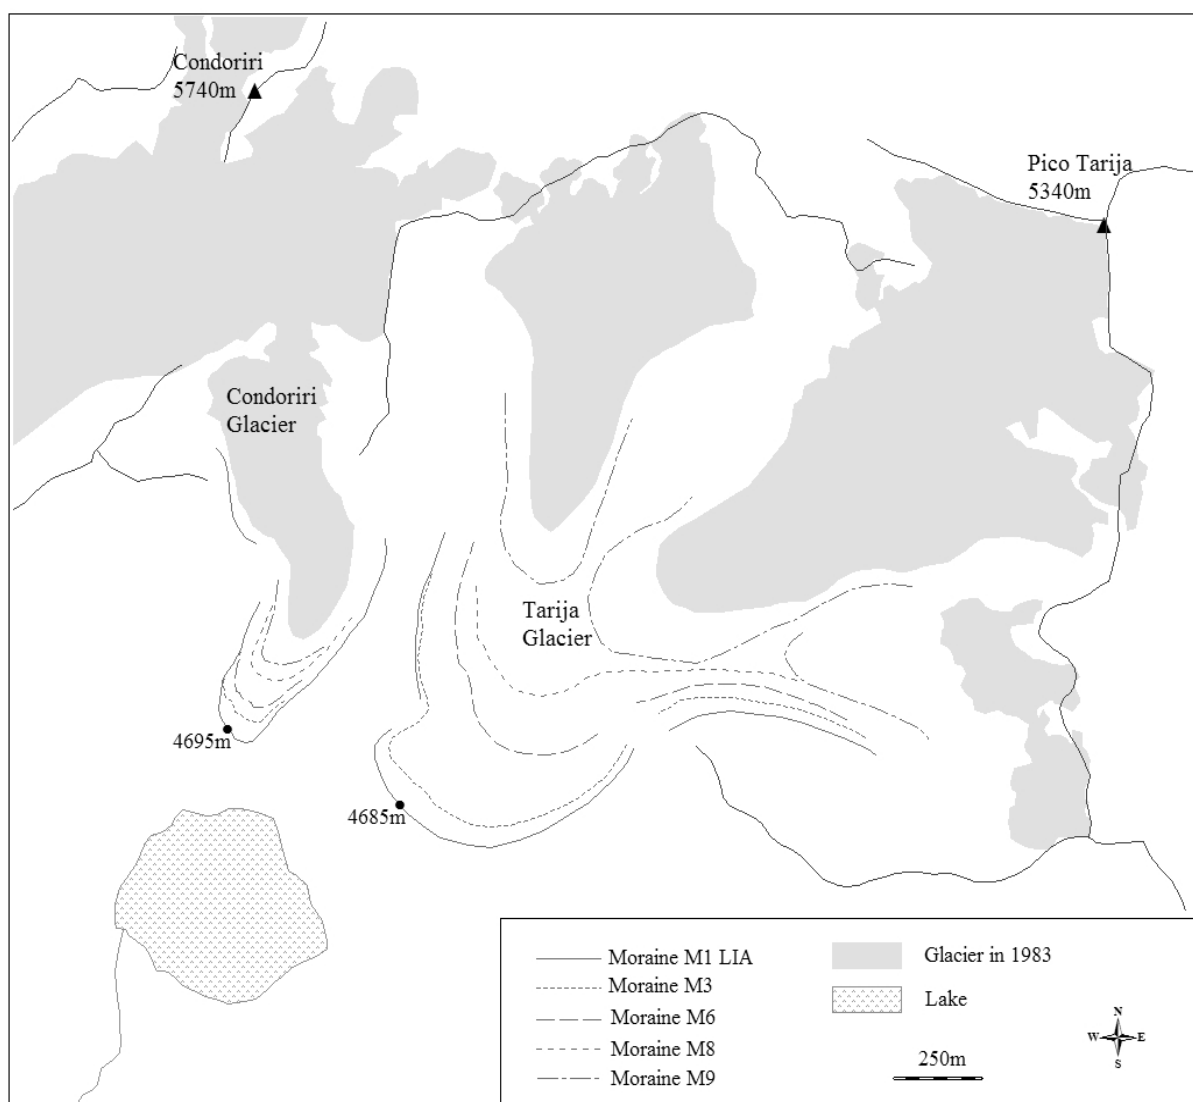 Condoriri
5740m
Pico Tarija
5340m
Condoriri
Glacier
Tarija
Glacier
4695m
4685m
Moraine M1 LIA
Moraine M3
Moraine M6
Moraine M8
Moraine M9
Glacier in 1983
Lake
250m
N
W E
S